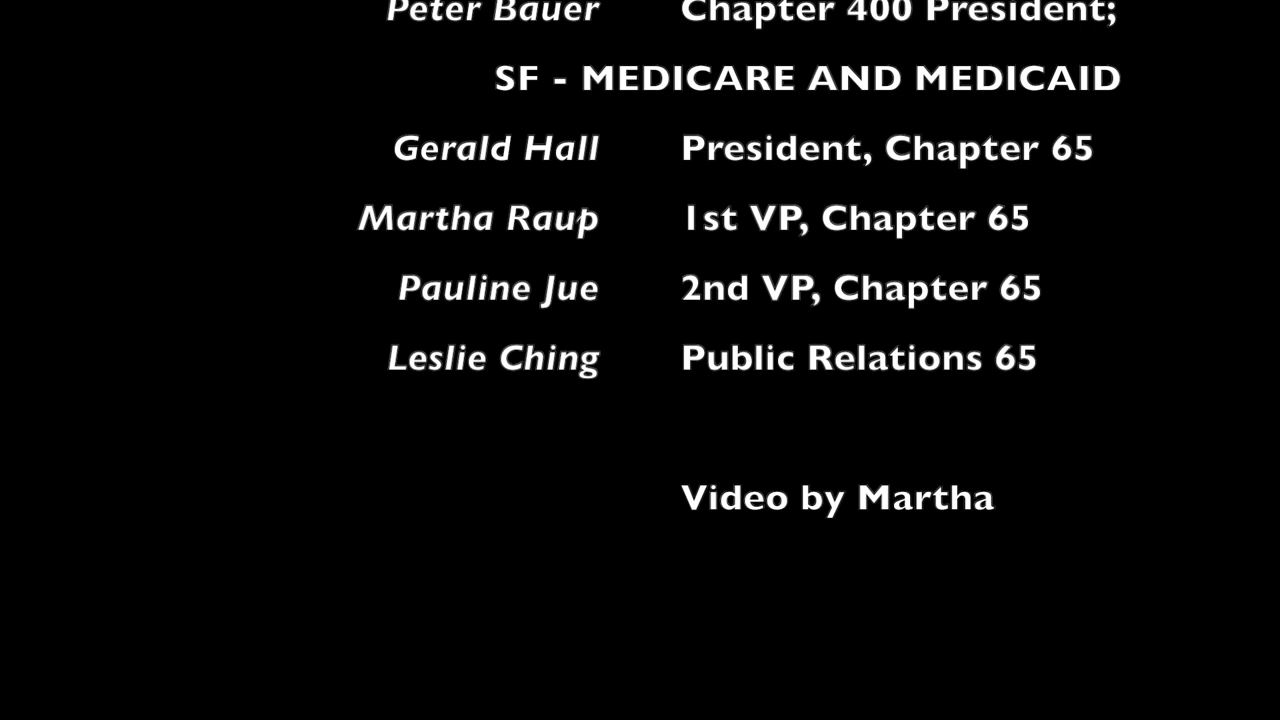 Peter Bauer Chapter 400 President;
SF - MEDICARE AND MEDICAID
Gerald Hall President, Chapter 65
Martha Raup 1st VP, Chapter 65
Pauline Jue 2nd VP, Chapter 65
Leslie Ching Public Relations 65
Video by Martha